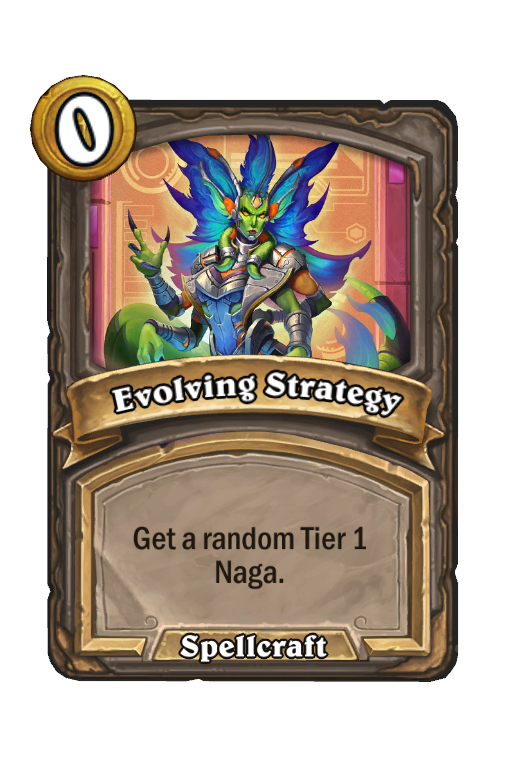 0
Evolving Strategy
Get a random Tier 1
Naga.
Spellcraft